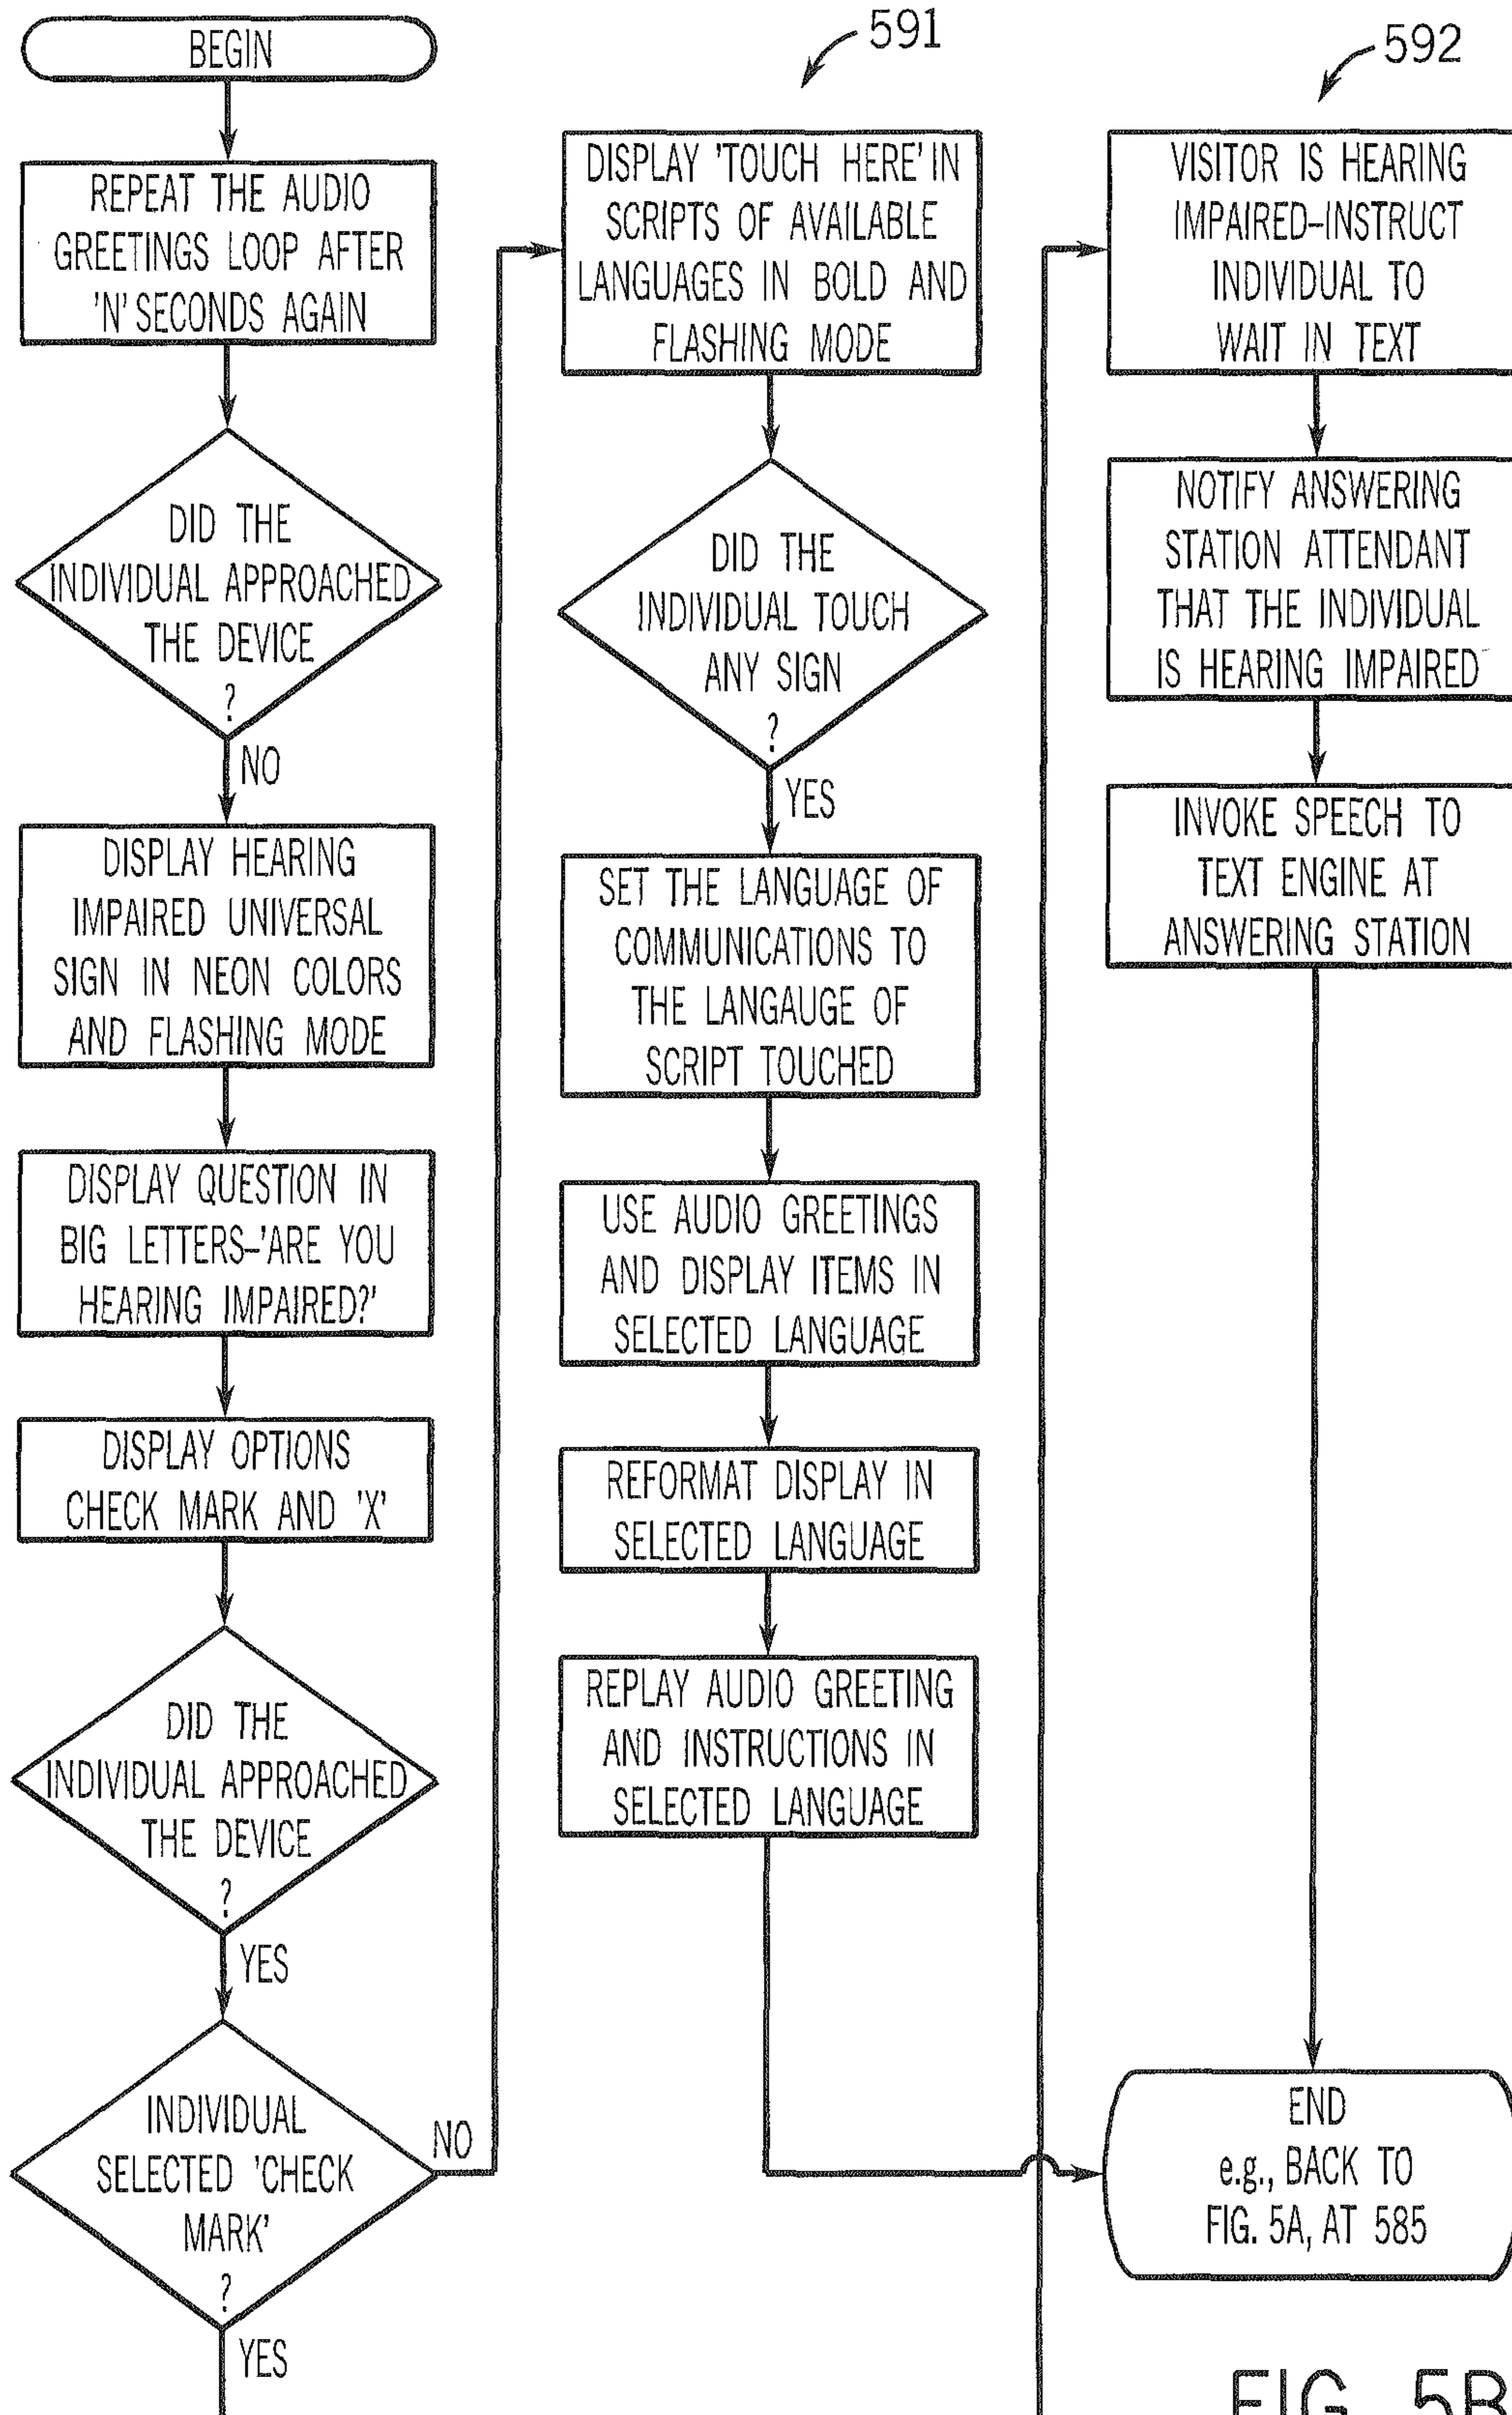 BEGIN
REPEAT THE AUDIO
GREETINGS LOOP AFTER
'N' SECONDS AGAIN
DID THE
INDIVIDUAL APPROACHED
THE DEVICE
?
NO
DISPLAY HEARING
IMPAIRED UNIVERSAL
SIGN IN NEON COLORS
AND FLASHING MODE
DISPLAY QUESTION IN
BIG LETTERS–'ARE YOU
HEARING IMPAIRED?'
DISPLAY OPTIONS
CHECK MARK AND 'X'
DID THE
INDIVIDUAL APPROACHED
THE DEVICE
?
YES
INDIVIDUAL
SELECTED 'CHECK
MARK'
?
NO
YES
591
DISPLAY 'TOUCH HERE' IN
SCRIPTS OF AVAILABLE
LANGUAGES IN BOLD AND
FLASHING MODE
DID THE
INDIVIDUAL TOUCH
ANY SIGN
?
YES
SET THE LANGUAGE OF
COMMUNICATIONS TO
THE LANGAUGE OF
SCRIPT TOUCHED
USE AUDIO GREETINGS
AND DISPLAY ITEMS IN
SELECTED LANGUAGE
REFORMAT DISPLAY IN
SELECTED LANGUAGE
REPLAY AUDIO GREETING
AND INSTRUCTIONS IN
SELECTED LANGUAGE
592
VISITOR IS HEARING
IMPAIRED–INSTRUCT
INDIVIDUAL TO
WAIT IN TEXT
NOTIFY ANSWERING
STATION ATTENDANT
THAT THE INDIVIDUAL
IS HEARING IMPAIRED
INVOKE SPEECH TO
TEXT ENGINE AT
ANSWERING STATION
END
e.g., BACK TO
FIG. 5A, AT 585
FIG. 5B